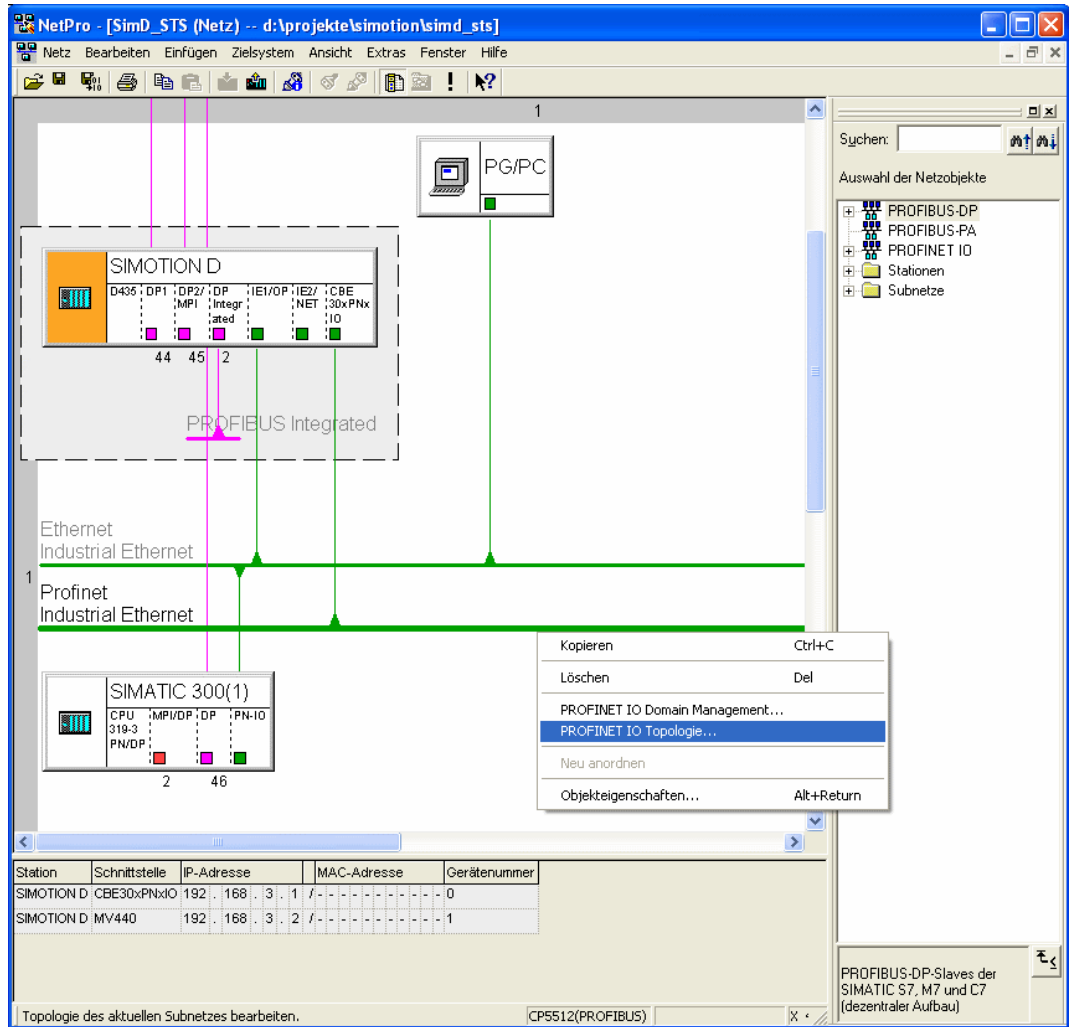 NetPro - [SimD_STS (Netz) -- d:\projekte\simotion\simd_sts]
Netz Bearbeiten Einfügen Zielsystem Ansicht Extras Fenster Hilfe
1
PG/PC
SIMOTION D
D435 DP1 DP2/ DP IE1/OP IE2/ CBE
MPI Integr NET 30xPNx
ated IO
44 45 2
PROFIBUS Integrated
Ethernet
Industrial Ethernet
1
Profinet
Industrial Ethernet
SIMATIC 300(1)
CPU MPI/DP DP PN-IO
319-3
PN/DP
2 46
Kopieren Ctrl+C
Löschen Del
PROFINET IO Domain Management...
PROFINET IO Topologie...
Neu anordnen
Objekteigenschaften... Alt+Return
Suchen:
Auswahl der Netzobjekte
PROFIBUS-DP
PROFIBUS-PA
PROFINET IO
Stationen
Subnetze
Station Schnittstelle IP-Adresse MAC-Adresse Gerätenummer
SIMOTION D CBE30xPNxIO 192 . 168 . 3 . 1 / - - - - - - - - - - - 0
SIMOTION D MV440 192 . 168 . 3 . 2 / - - - - - - - - - - - 1
PROFIBUS-DP-Slaves der
SIMATIC S7, M7 und C7
(dezentraler Aufbau)
Topologie des aktuellen Subnetzes bearbeiten. CP5512(PROFIBUS) X